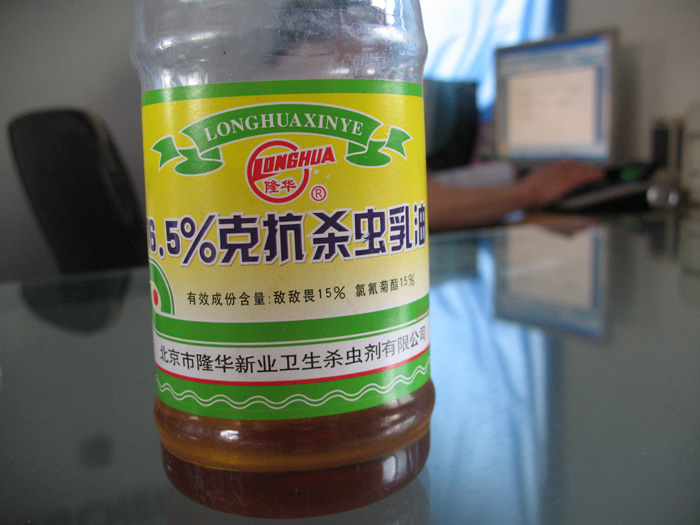 LONGHUAXINYE
LONGHUA
隆华
®
6.5%克抗杀虫乳油
有效成份含量:敌敌畏15% 氯氰菊酯1.5%
北京市隆华新业卫生杀虫剂有限公司